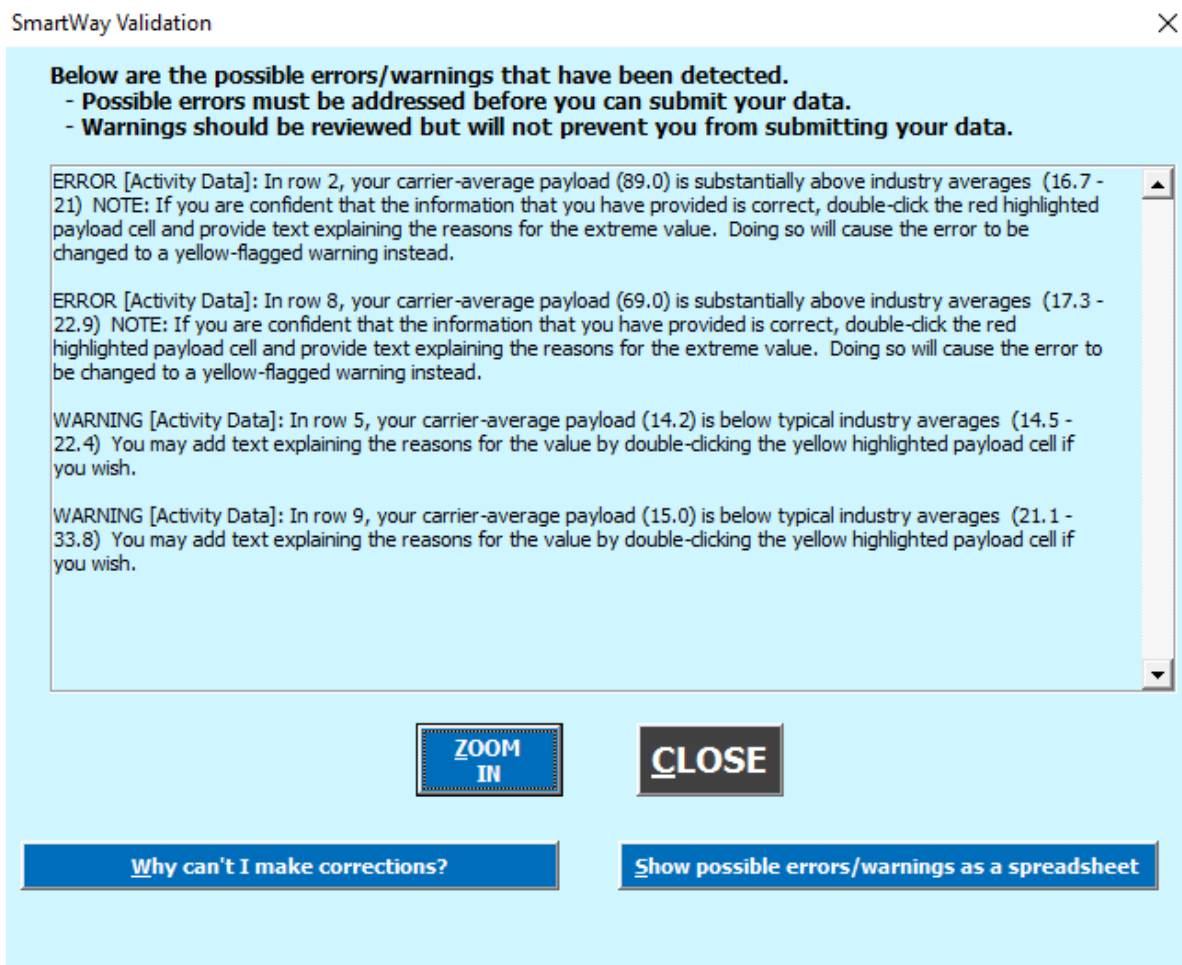 SmartWay Validation
Below are the possible errors/warnings that have been detected.
- Possible errors must be addressed before you can submit your data.
- Warnings should be reviewed but will not prevent you from submitting your data.
ERROR [Activity Data]: In row 2, your carrier-average payload (89.0) is substantially above industry averages  (16.7 -
21) NOTE: If you are confident that the information that you have provided is correct, double-click the red highlighted
payload cell and provide text explaining the reasons for the extreme value.  Doing so will cause the error to be
changed to a yellow-flagged warning instead.
ERROR [Activity Data]: In row 8, your carrier-average payload (69.0) is substantially above industry averages  (17.3 -
22.9)  NOTE: If you are confident that the information that you have provided is correct, double-click the red
highlighted payload cell and provide text explaining the reasons for the extreme value.  Doing so will cause the error to
be changed to a yellow-flagged warning instead.
WARNING [Activity Data]: In row 5, your carrier-average payload (14.2) is below typical industry averages  (14.5 -
22.4)  You may add text explaining the reasons for the value by double-clicking the yellow highlighted payload cell if
you wish.
WARNING [Activity Data]: In row 9, your carrier-average payload (15.0) is below typical industry averages  (21.1 -
33.8)  You may add text explaining the reasons for the value by double-clicking the yellow highlighted payload cell if
you wish.
ZOOM
IN
CLOSE
Why can't I make corrections?
Show possible errors/warnings as a spreadsheet